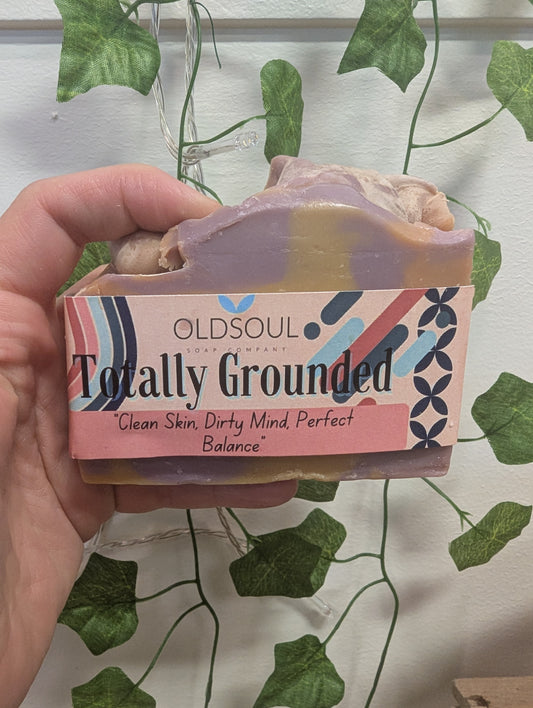 OLDSOUL
SOAP COMPANY
Totally Grounded
"Clean Skin, Dirty Mind, Perfect
Balance"